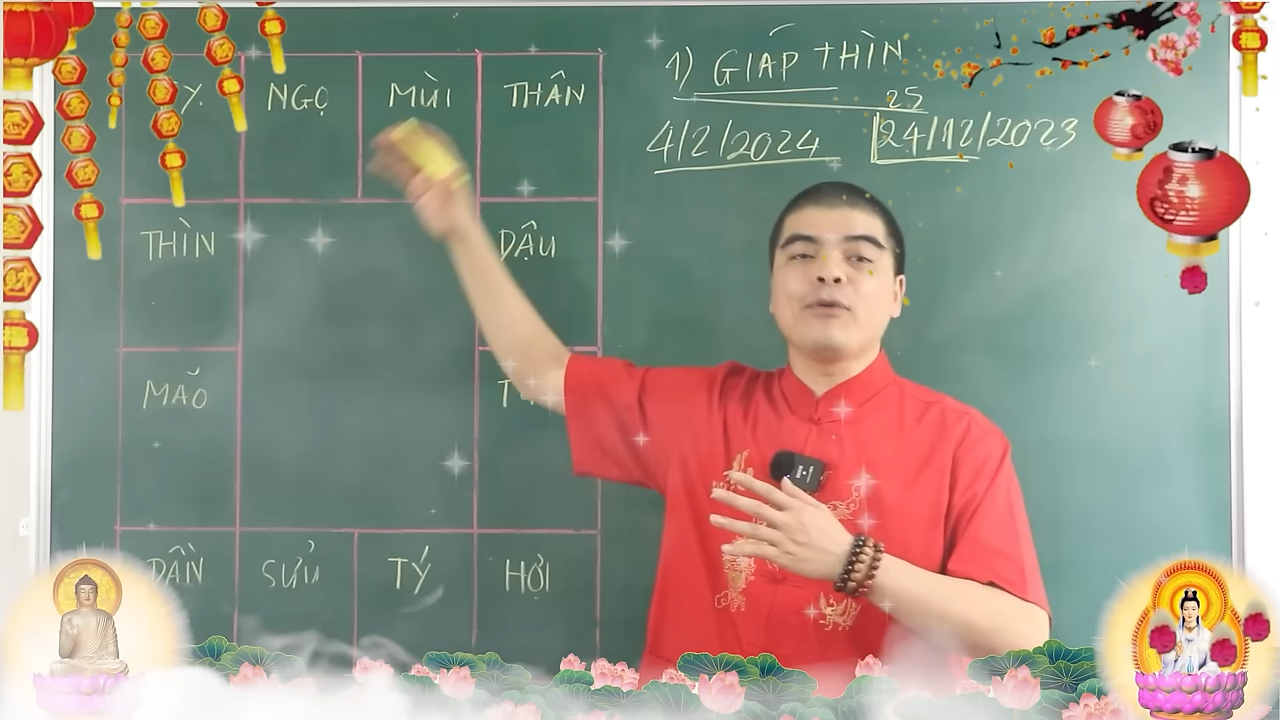 NGỌ MÙI THÂN
1) GIÁP THÌN
25
4/2/2024 24/12/2023
THÌN DẬU
MÃO
DẦN SỬU TÝ HỢI
福